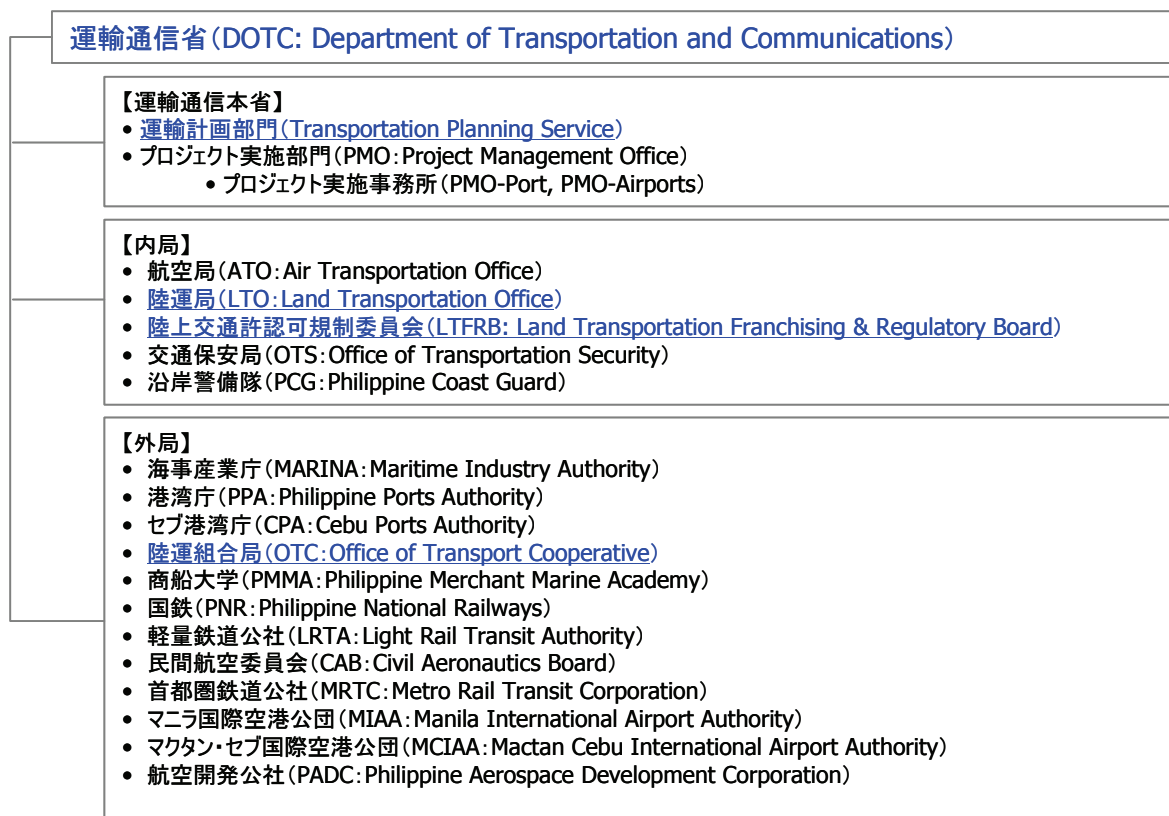 運輸通信省(DOTC: Department of Transportation and Communications)
【運輸通信本省】
• 運輸計画部門(Transportation Planning Service)
• プロジェクト実施部門(PMO:Project Management Office)
• プロジェクト実施事務所(PMO-Port, PMO-Airports)
【内局】
• 航空局(ATO:Air Transportation Office)
• 陸運局(LTO:Land Transportation Office)
• 陸上交通許認可規制委員会(LTFRB: Land Transportation Franchising & Regulatory Board)
• 交通保安局(OTS:Office of Transportation Security)
• 沿岸警備隊(PCG:Philippine Coast Guard)
【外局】
• 海事産業庁(MARINA:Maritime Industry Authority)
• 港湾庁(PPA:Philippine Ports Authority)
• セブ港湾庁(CPA:Cebu Ports Authority)
• 陸運組合局(OTC:Office of Transport Cooperative)
• 商船大学(PMMA:Philippine Merchant Marine Academy)
• 国鉄(PNR:Philippine National Railways)
• 軽量鉄道公社(LRTA:Light Rail Transit Authority)
• 民間航空委員会(CAB:Civil Aeronautics Board)
• 首都圏鉄道公社(MRTC:Metro Rail Transit Corporation)
• マニラ国際空港公団(MIAA:Manila International Airport Authority)
• マクタン・セブ国際空港公団(MCIAA:Mactan Cebu International Airport Authority)
• 航空開発公社(PADC:Philippine Aerospace Development Corporation)